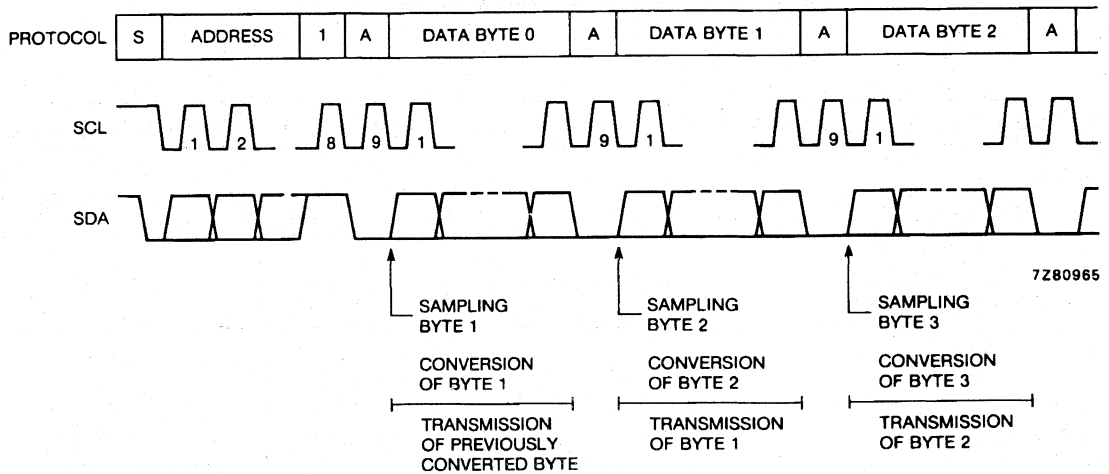 PROTOCOL S ADDRESS 1 A DATA BYTE 0 A DATA BYTE 1 A DATA BYTE 2 A
SCL 1 2 8 9 1 9 1 9 1
SDA
7Z80965
SAMPLING
BYTE 1
SAMPLING
BYTE 2
SAMPLING
BYTE 3
CONVERSION
OF BYTE 1
CONVERSION
OF BYTE 2
CONVERSION
OF BYTE 3
TRANSMISSION
OF PREVIOUSLY
CONVERTED BYTE
TRANSMISSION
OF BYTE 1
TRANSMISSION
OF BYTE 2